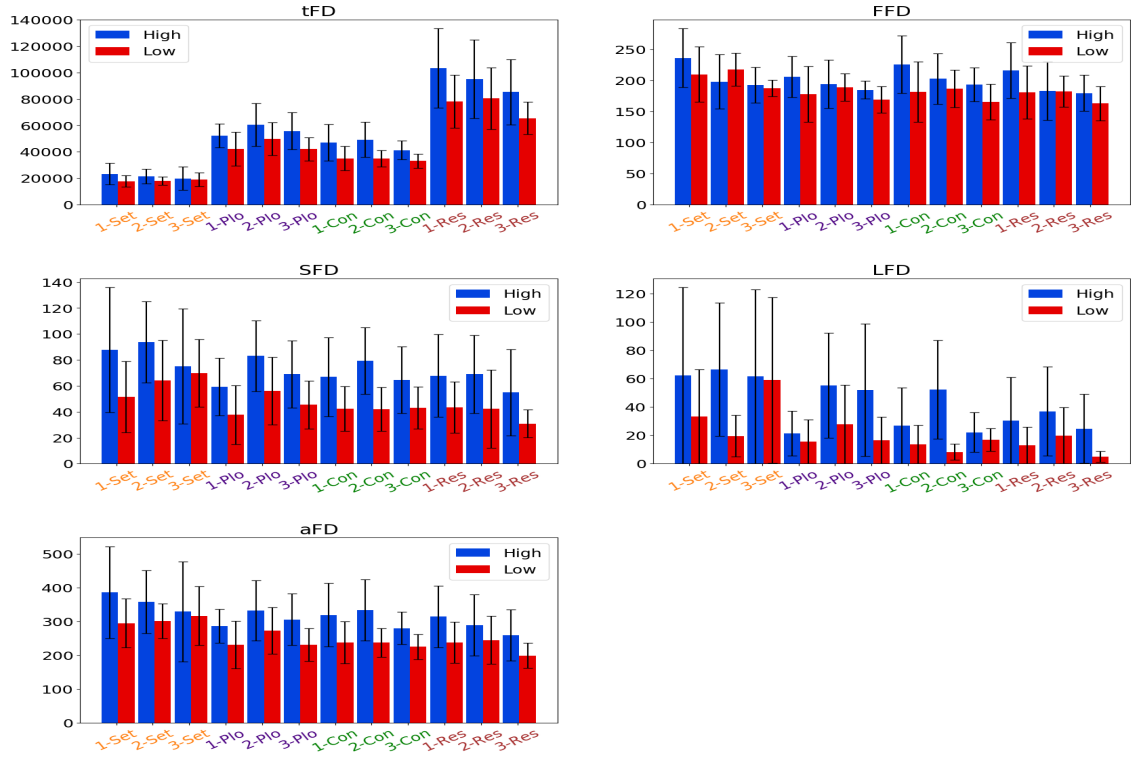 tFD
140000
120000
100000
80000
60000
40000
20000
0
High
Low
1-Set 2-Set 3-Set 1-Plo 2-Plo 3-Plo 1-Con 2-Con 3-Con 1-Res 2-Res 3-Res
FFD
250
200
150
100
50
0
High
Low
1-Set 2-Set 3-Set 1-Plo 2-Plo 3-Plo 1-Con 2-Con 3-Con 1-Res 2-Res 3-Res
SFD
140
120
100
80
60
40
20
0
High
Low
1-Set 2-Set 3-Set 1-Plo 2-Plo 3-Plo 1-Con 2-Con 3-Con 1-Res 2-Res 3-Res
LFD
120
100
80
60
40
20
0
High
Low
1-Set 2-Set 3-Set 1-Plo 2-Plo 3-Plo 1-Con 2-Con 3-Con 1-Res 2-Res 3-Res
aFD
500
400
300
200
100
0
High
Low
1-Set 2-Set 3-Set 1-Plo 2-Plo 3-Plo 1-Con 2-Con 3-Con 1-Res 2-Res 3-Res